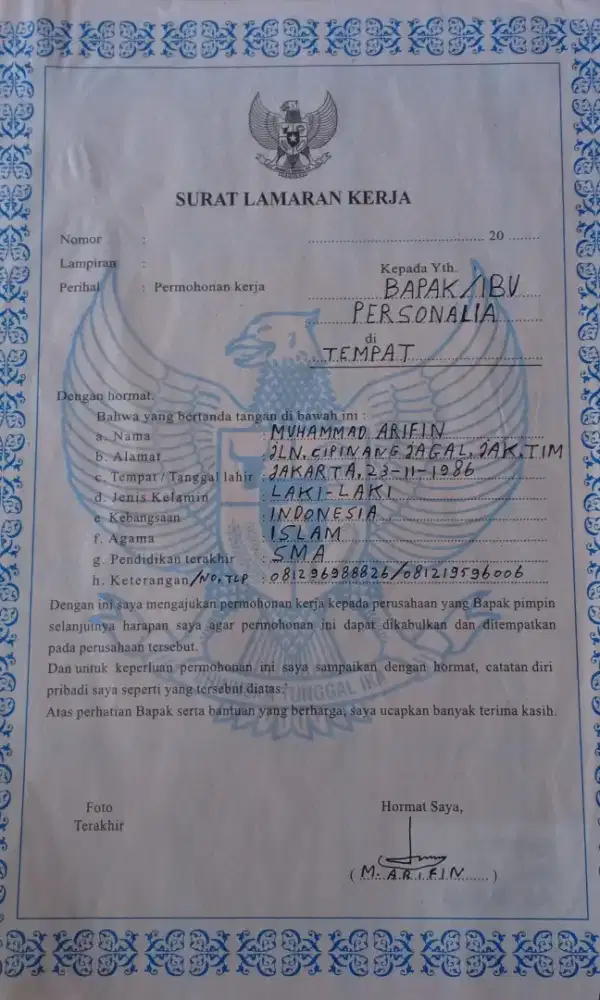 SURAT LAMARAN KERJA
Nomor :
Lampiran :
Perihal : Permohonan kerja
........ 20 ........
Kepada Yth.
BAPAK/IBU
PERSONALIA
di
TEMPAT
Dengan hormat.
Bahwa yang bertanda tangan di bawah ini :
a. Nama : MUHAMMAD ARIFIN
b. Alamat : JLN. CIPINANG JAGAL, JAK.TIM
c. Tempat / Tanggal lahir : JAKARTA, 23-11-1986
d. Jenis Kelamin : LAKI-LAKI
e. Kebangsaan : INDONESIA
f. Agama : ISLAM
g. Pendidikan terakhir : SMA
h. Keterangan/NO, TLP : 081296988826/081219596006
Dengan ini saya mengajukan permohonan kerja kepada perusahaan yang Bapak pimpin
selanjutnya harapan saya agar permohonan ini dapat dikabulkan dan ditempatkan
pada perusahaan tersebut.
Dan untuk keperluan permohonan ini saya sampaikan dengan hormat, catatan diri
pribadi saya seperti yang tersebut diatas.
TUNGGAL IKA
Atas perhatian Bapak serta bantuan yang berharga, saya ucapkan banyak terima kasih.
Foto
Terakhir
Hormat Saya,
( M. ARIFIN )